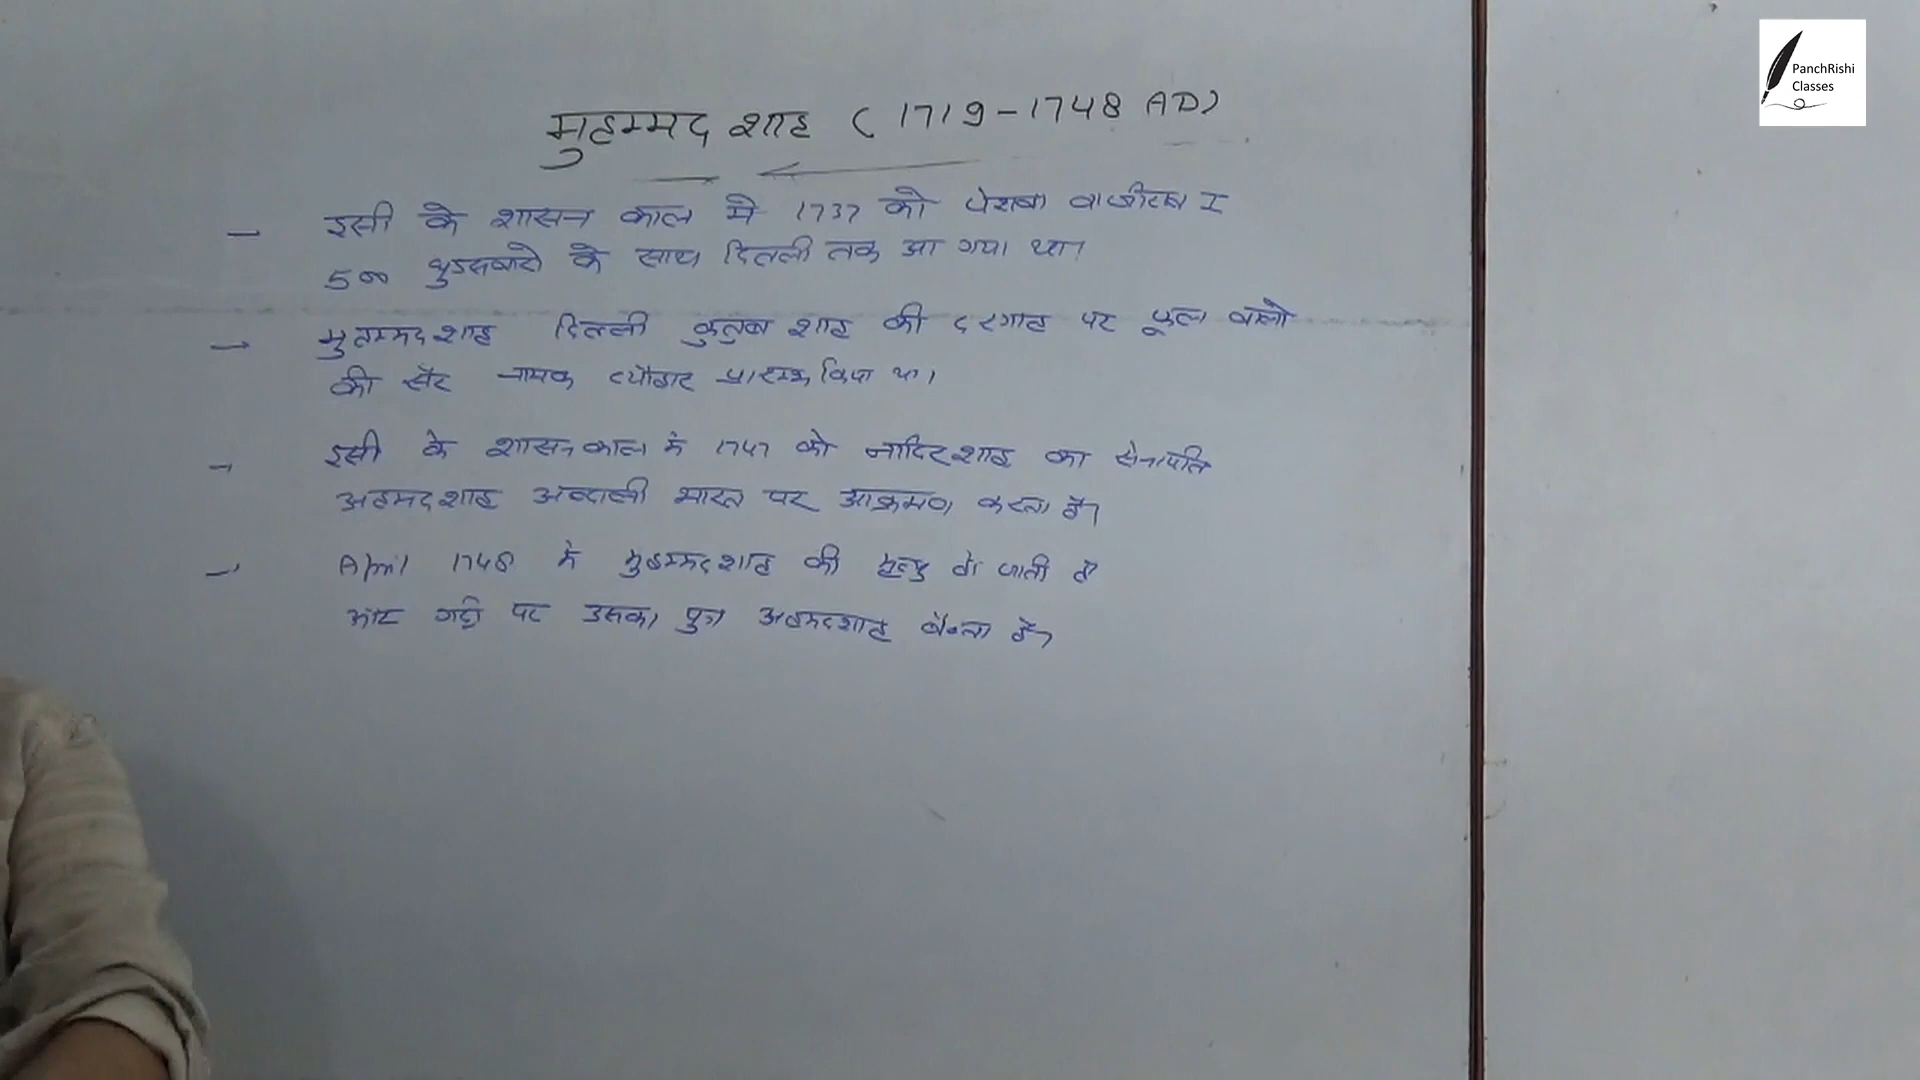 PanchRishi
Classes
मुहम्मद शाह ( 1719 - 1748 AD)
- इसी के शासन काल मे 1737 को पेशवा बाजीराव I
500 घुडसवारो के साथ दिल्ली तक आ गया था।
- मुहम्मदशाह दिल्ली कुतुब शाह की दरगाह पर फूल वालो
की सैर नामक त्यौहार प्रारम्भ किया था।
- इसी के शासनकाल मे 1747 को नादिरशाह का सेनापति
अहमदशाह अब्दाली भारत पर आक्रमण करता है।
- April 1748 मे मुहम्मदशाह की मृत्यु हो जाती है
और गद्दी पर उसका पुत्र अहमदशाह बैठता है।